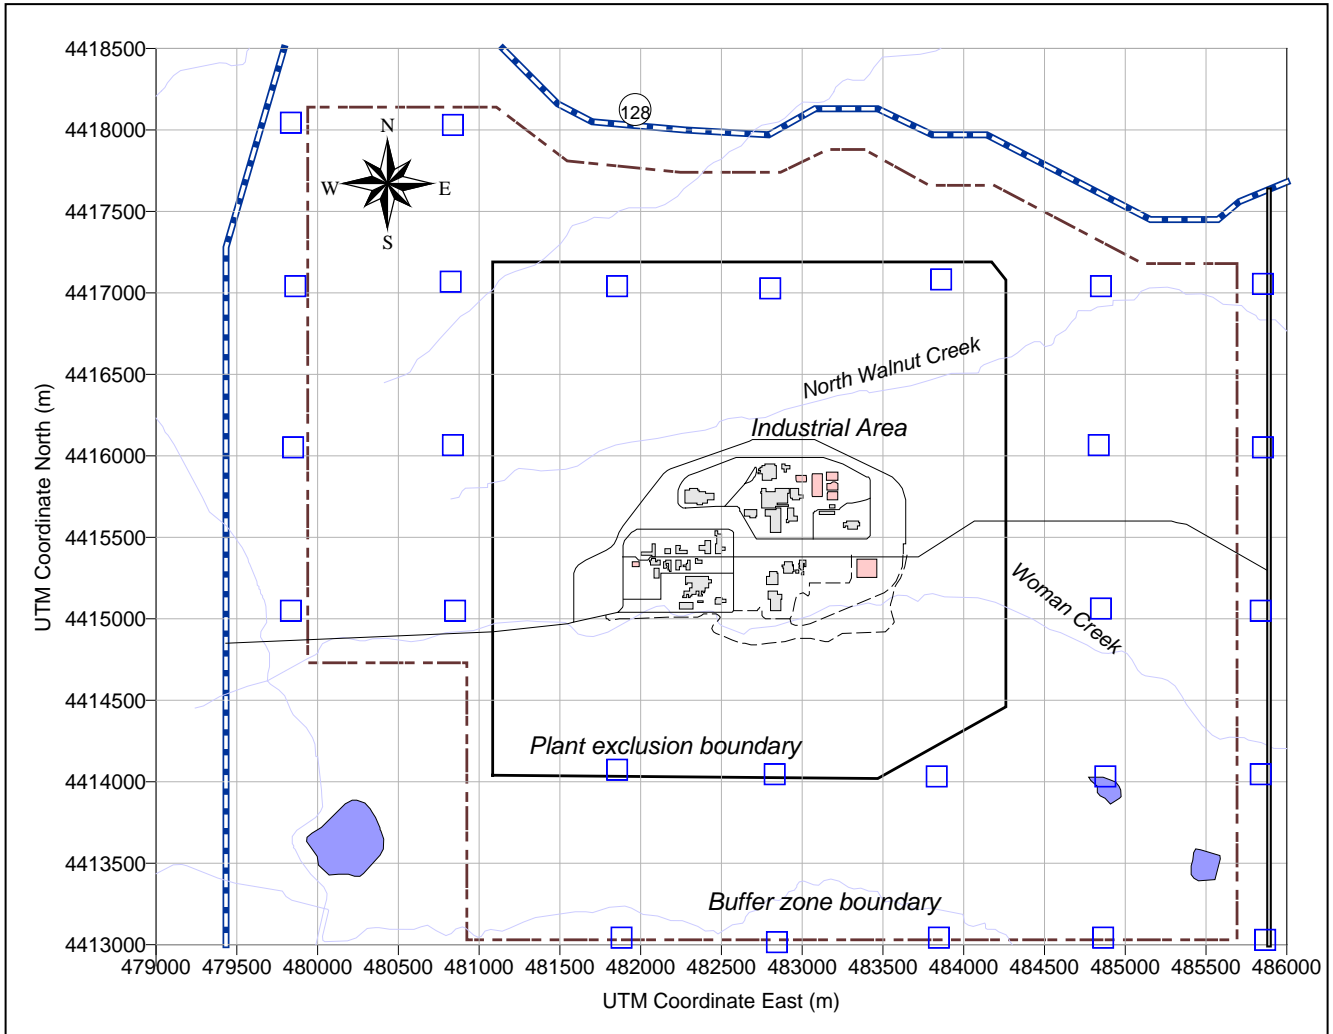 4418500
128
4418000
N
W
E
S
4417500
4417000
4416500
North Walnut Creek
4416000
Industrial Area
4415500
4415000
Woman Creek
4414500
Plant exclusion boundary
4414000
4413500
Buffer zone boundary
4413000
UTM Coordinate North (m)
479000 479500 480000 480500 481000 481500 482000 482500 483000 483500 484000 484500 485000 485500 486000
UTM Coordinate East (m)